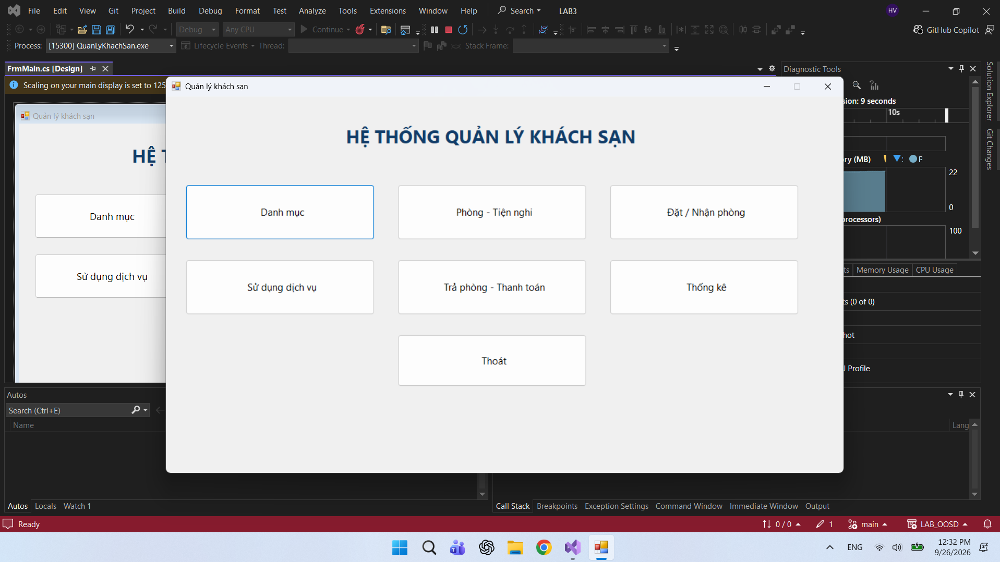 File Edit View Git Project Build Debug Format Test Analyze Tools Extensions Window Help Search LAB3 HV
Debug Any CPU Continue GitHub Copilot
Process: [15300] QuanLyKhachSan.exe Lifecycle Events Thread: Stack Frame:
FrmMain.cs [Design]
Diagnostic Tools
Scaling on your main display is set to 125
Quản lý khách sạn
sion: 9 seconds
10s
Quản lý khách sạn
HỆ T
HỆ THỐNG QUẢN LÝ KHÁCH SẠN
ry (MB)
P
22
0
Danh mục
Sử dụng dịch vụ
Danh mục
Phòng - Tiện nghi
Đặt / Nhận phòng
rocessors)
100
Sử dụng dịch vụ
Trả phòng - Thanh toán
Thống kê
ts Memory Usage CPU Usage
ts (0 of 0)
hot
Thoát
Profile
Solution Explorer
Git Changes
Autos
Search (Ctrl+E)
Name
Lang
Autos Locals Watch 1
Call Stack Breakpoints Exception Settings Command Window Immediate Window Output
Ready
0 / 0 1 main LAB_OOSD
ENG
12:32 PM
9/26/2026